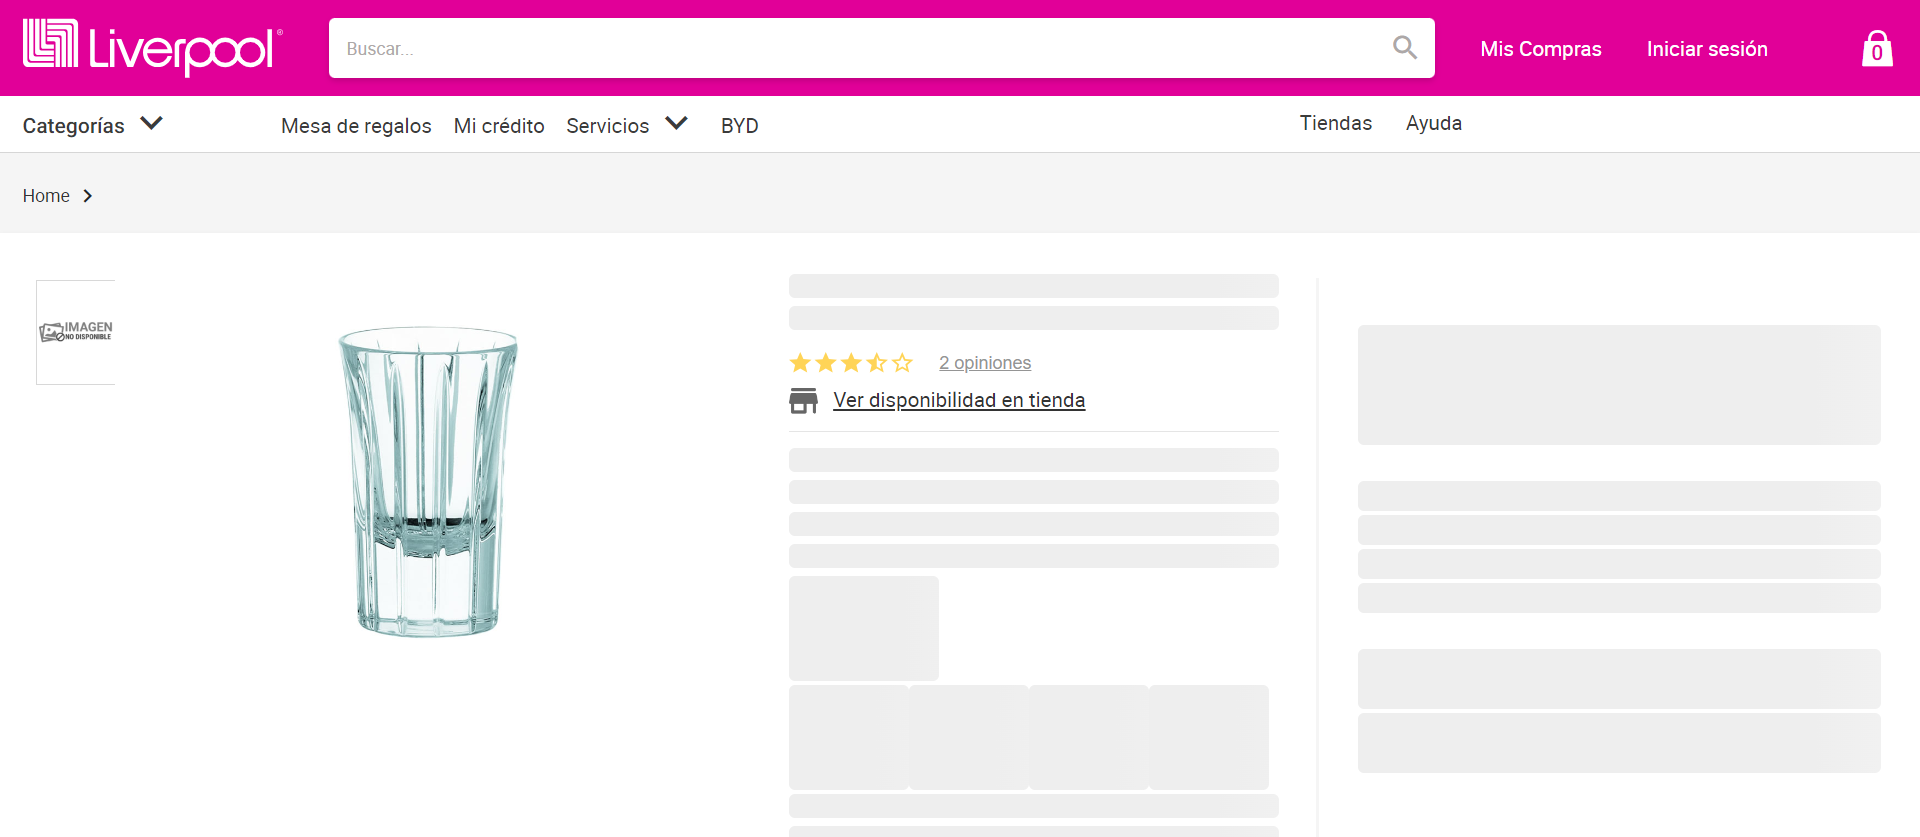 Liverpool®
Buscar...
Mis Compras
Iniciar sesión
0
Categorías
Mesa de regalos
Mi crédito
Servicios
BYD
Tiendas
Ayuda
Home
IMAGEN
NO DISPONIBLE
2 opiniones
Ver disponibilidad en tienda